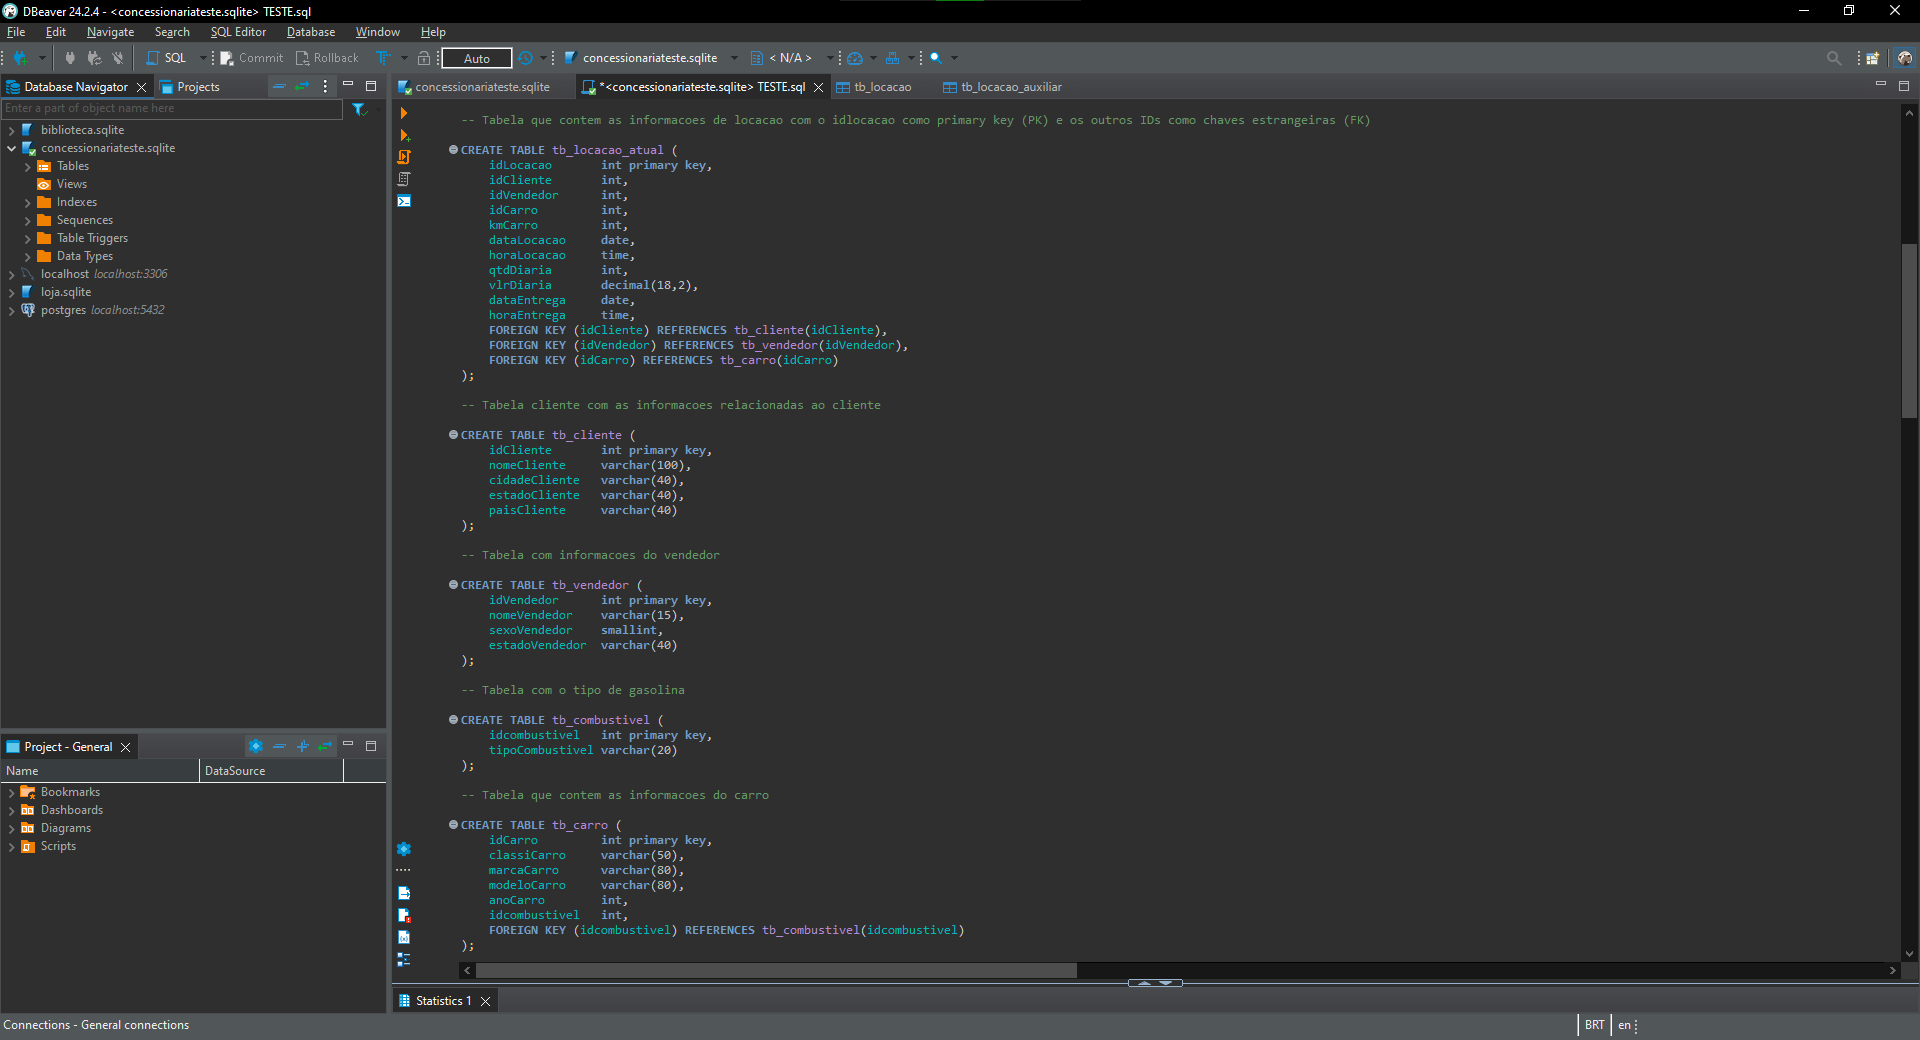 DBeaver 24.2.4 - <concessionariateste.sqlite> TESTE.sql
File Edit Navigate Search SQL Editor Database Window Help
SQL Commit Rollback Auto concessionariateste.sqlite < N/A >
Database Navigator Projects
Enter a part of object name here
biblioteca.sqlite
concessionariateste.sqlite
Tables
Views
Indexes
Sequences
Table Triggers
Data Types
localhost localhost:3306
loja.sqlite
postgres localhost:5432
Project - General
Name DataSource
Bookmarks
Dashboards
Diagrams
Scripts
concessionariateste.sqlite *<concessionariateste.sqlite> TESTE.sql tb_locacao tb_locacao_auxiliar
-- Tabela que contem as informacoes de locacao com o idlocacao como primary key (PK) e os outros IDs como chaves estrangeiras (FK)
CREATE TABLE tb_locacao_atual (
idLocacao int primary key,
idCliente int,
idVendedor int,
idCarro int,
kmCarro int,
dataLocacao date,
horaLocacao time,
qtdDiaria int,
vlrDiaria decimal(18,2),
dataEntrega date,
horaEntrega time,
FOREIGN KEY (idCliente) REFERENCES tb_cliente(idCliente),
FOREIGN KEY (idVendedor) REFERENCES tb_vendedor(idVendedor),
FOREIGN KEY (idCarro) REFERENCES tb_carro(idCarro)
);
-- Tabela cliente com as informacoes relacionadas ao cliente
CREATE TABLE tb_cliente (
idCliente int primary key,
nomeCliente varchar(100),
cidadeCliente varchar(40),
estadoCliente varchar(40),
paisCliente varchar(40)
);
-- Tabela com informacoes do vendedor
CREATE TABLE tb_vendedor (
idVendedor int primary key,
nomeVendedor varchar(15),
sexoVendedor smallint,
estadoVendedor varchar(40)
);
-- Tabela com o tipo de gasolina
CREATE TABLE tb_combustivel (
idcombustivel int primary key,
tipoCombustivel varchar(20)
);
-- Tabela que contem as informacoes do carro
CREATE TABLE tb_carro (
idCarro int primary key,
classiCarro varchar(50),
marcaCarro varchar(80),
modeloCarro varchar(80),
anoCarro int,
idcombustivel int,
FOREIGN KEY (idcombustivel) REFERENCES tb_combustivel(idcombustivel)
);
Statistics 1
Connections - General connections
BRT en